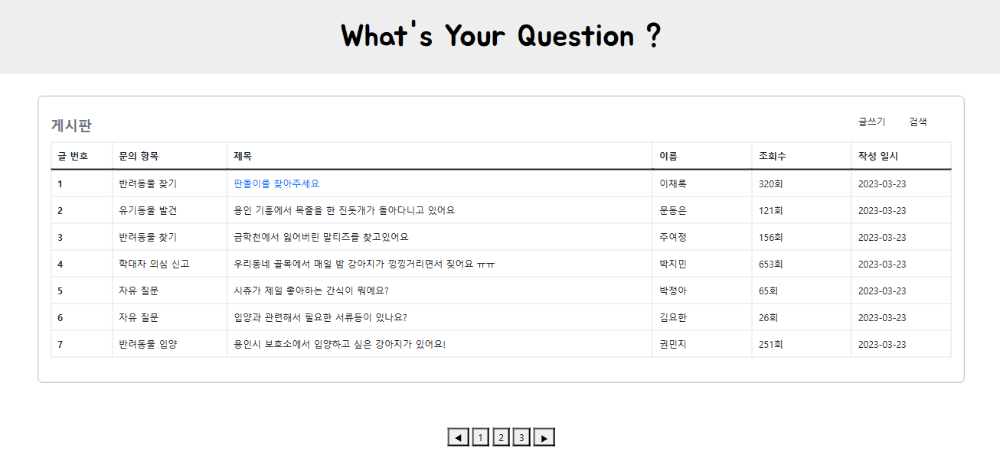 What's Your Question ?
게시판 글쓰기 검색
글 번호 문의 항목 제목 이름 조회수 작성 일시
1 반려동물 찾기 판돌이를 찾아주세요 이채록 320회 2023-03-23
2 유기동물 발견 용인 기흥에서 목줄을 한 진돗개가 돌아다니고 있어요 문동은 121회 2023-03-23
3 반려동물 찾기 금학천에서 잃어버린 말티즈를 찾고있어요 주여정 156회 2023-03-23
4 학대자 의심 신고 우리동네 골목에서 매일 밤 강아지가 낑낑거리면서 짖어요 ㅠㅠ 박지민 653회 2023-03-23
5 자유 질문 시츄가 제일 좋아하는 간식이 뭐에요? 박정아 65회 2023-03-23
6 자유 질문 입양과 관련해서 필요한 서류등이 있나요? 김요한 26회 2023-03-23
7 반려동물 입양 용인시 보호소에서 입양하고 싶은 강아지가 있어요! 권민지 251회 2023-03-23
◀ 1 2 3 ▶